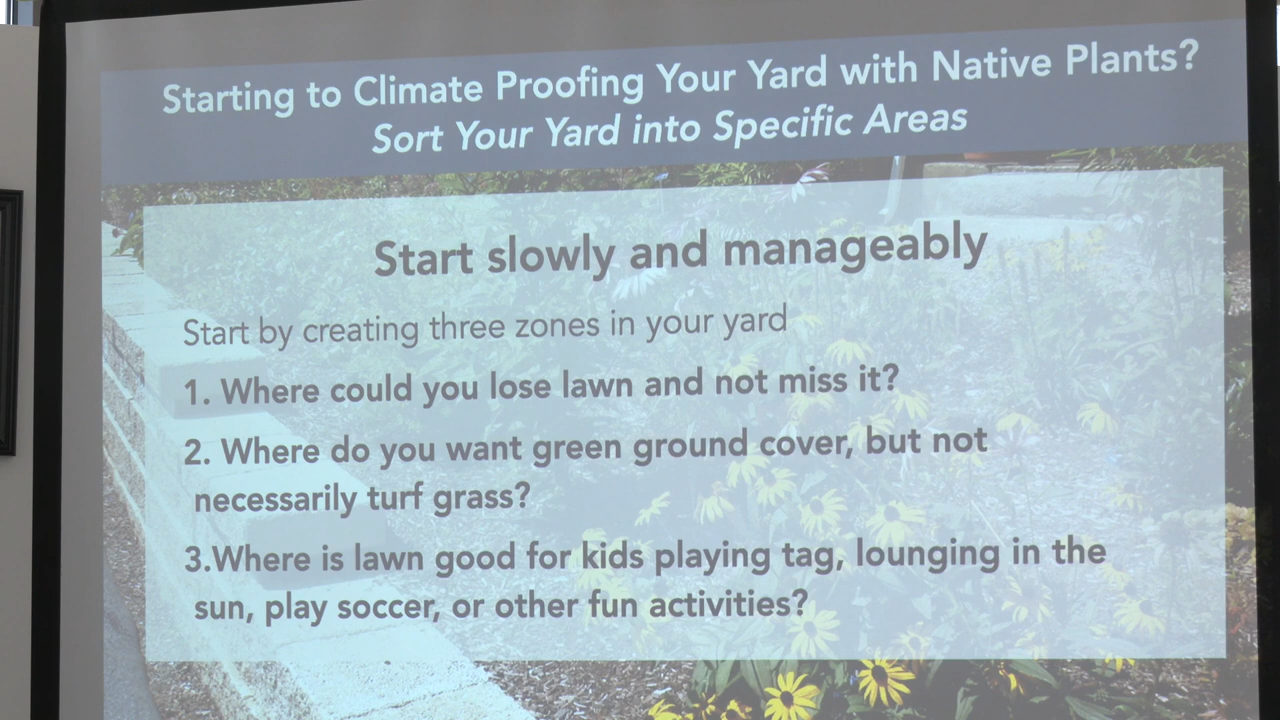 Starting to Climate Proofing Your Yard with Native Plants?
Sort Your Yard into Specific Areas
Start slowly and manageably
Start by creating three zones in your yard
1. Where could you lose lawn and not miss it?
2. Where do you want green ground cover, but not
necessarily turf grass?
3.Where is lawn good for kids playing tag, lounging in the
sun, play soccer, or other fun activities?